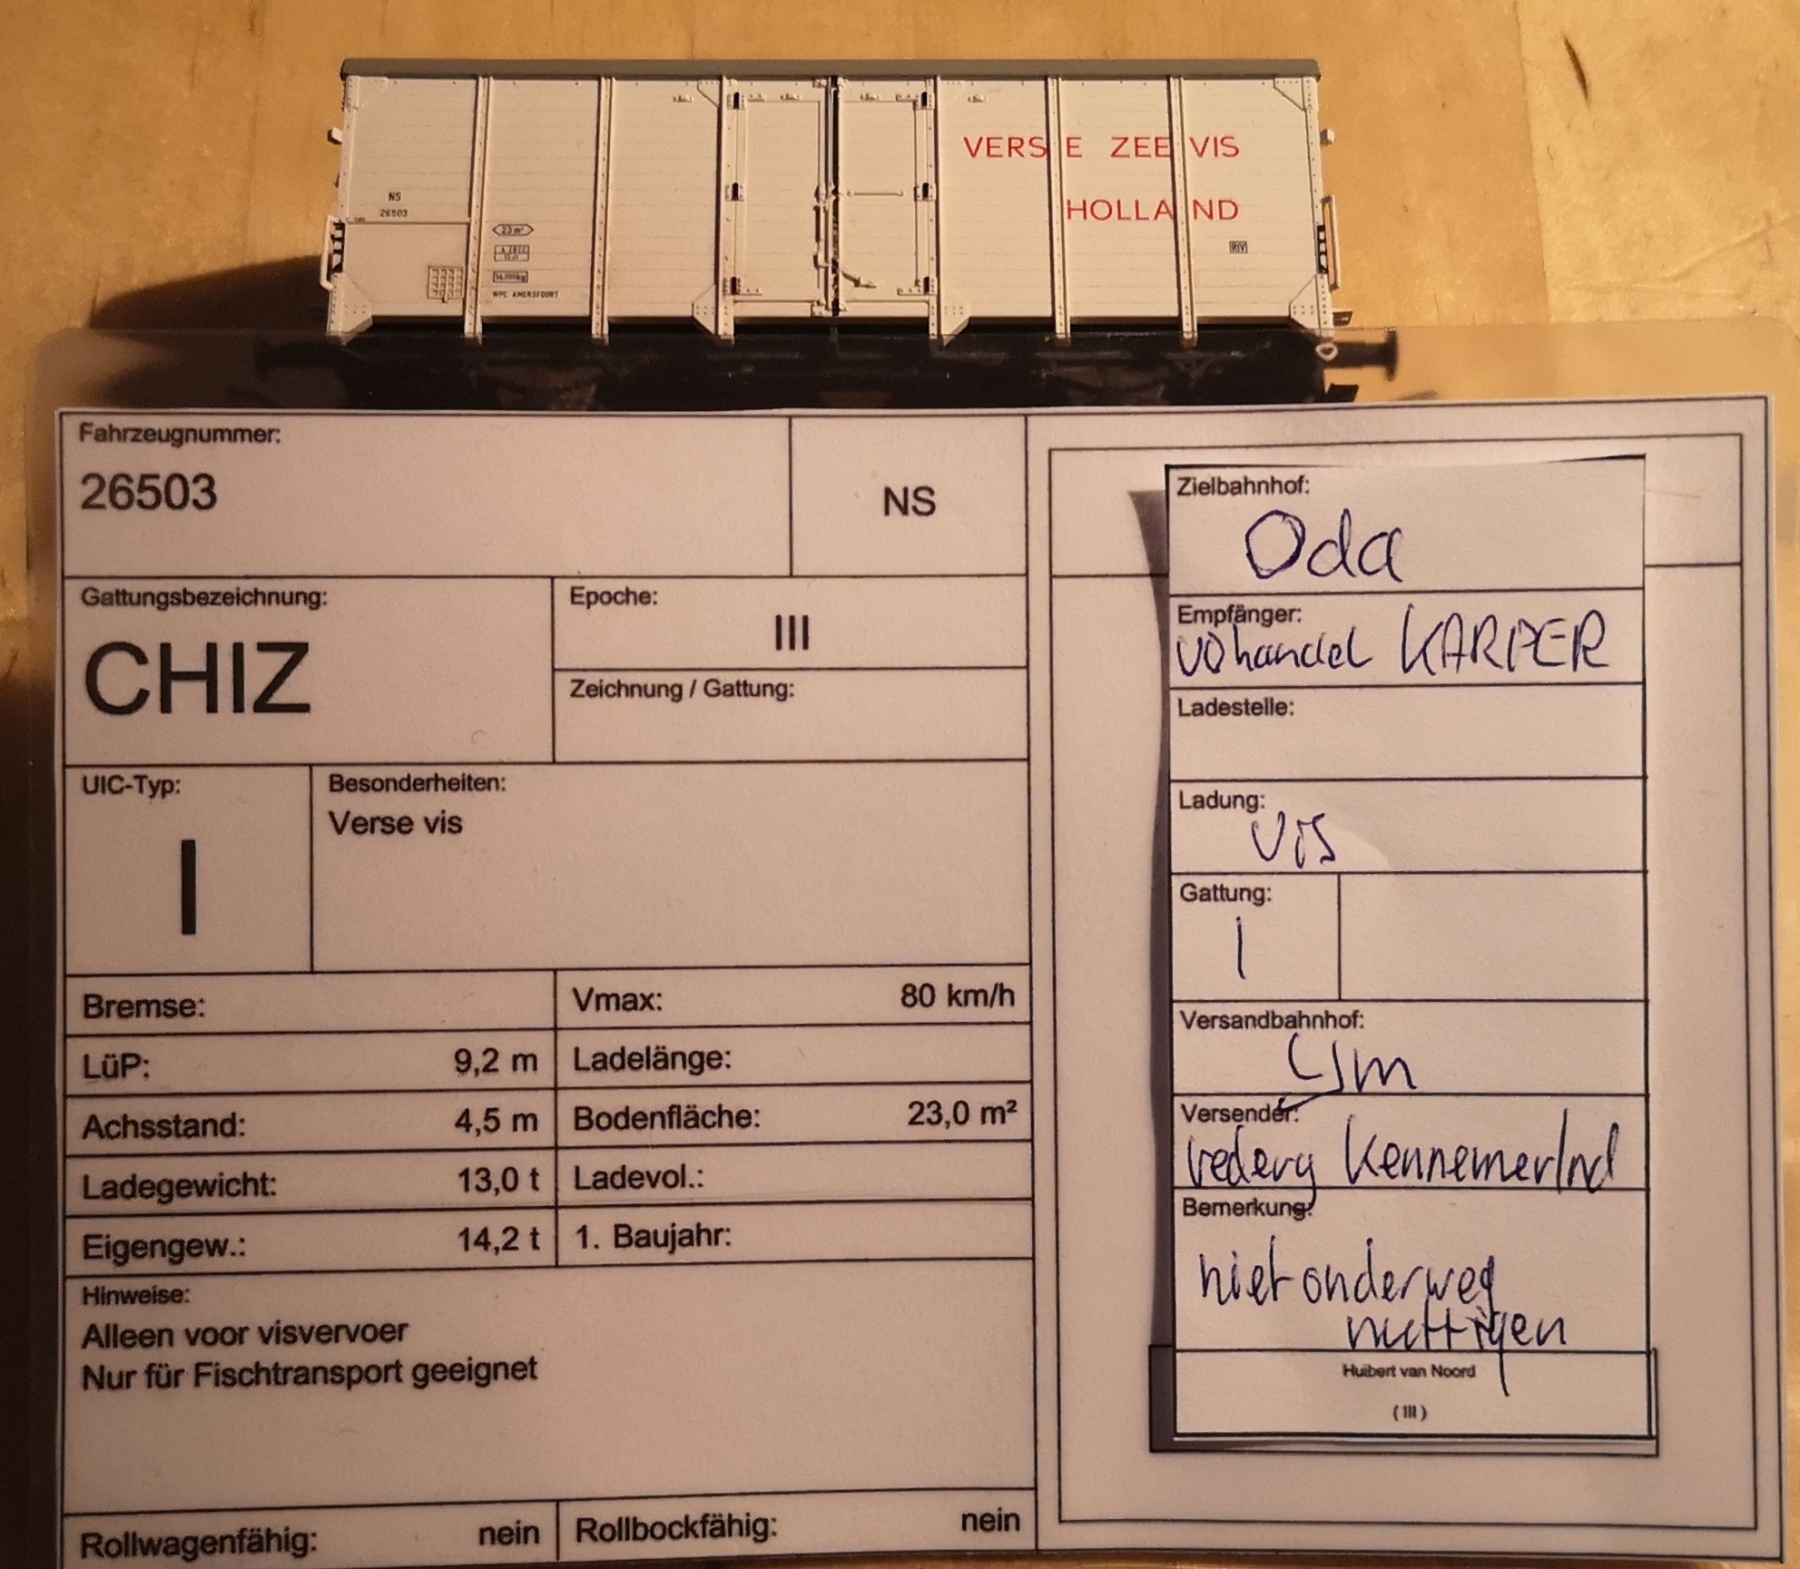 VERSE ZEE VIS
HOLLAND
NS
26503
23 m²
RIV
WPC AMERSFOORT
Fahrzeugnummer:
26503
NS
Gattungsbezeichnung:
CHIZ
Epoche:
III
Zeichnung / Gattung:
UIC-Typ:
I
Besonderheiten:
Verse vis
Bremse:
Vmax: 80 km/h
LüP: 9,2 m
Ladelänge:
Achsstand: 4,5 m
Bodenfläche: 23,0 m²
Ladegewicht: 13,0 t
Ladevol.:
Eigengew.: 14,2 t
1. Baujahr:
Hinweise:
Alleen voor visvervoer
Nur für Fischtransport geeignet
Rollwagenfähig: nein
Rollbockfähig: nein
Zielbahnhof:
Oda
Empfänger:
handel KARPER
Ladestelle:
Ladung:
vis
Gattung:
I
Versandbahnhof:
Versender:
Kennemerlnd
Bemerkung:
niet onderweg
nuttigen
Huibert van Noord
( III )